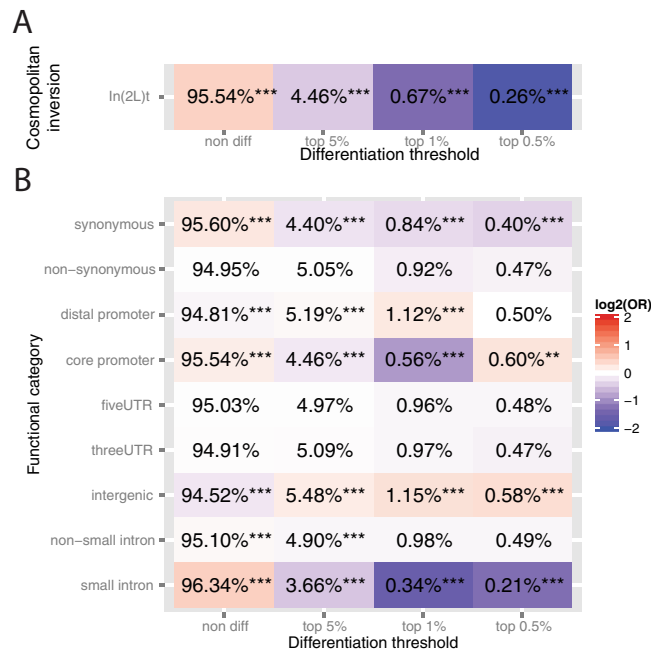 A
Cosmopolitan
inversion
In(2L)t
95.54%*** 4.46%*** 0.67%*** 0.26%***
non diff top 5% top 1% top 0.5%
Differentiation threshold
B
Functional category
synonymous 95.60%*** 4.40%*** 0.84%*** 0.40%***
non−synonymous 94.95% 5.05% 0.92% 0.47%
distal promoter 94.81%*** 5.19%*** 1.12%*** 0.50%
core promoter 95.54%*** 4.46%*** 0.56%*** 0.60%**
fiveUTR 95.03% 4.97% 0.96% 0.48%
threeUTR 94.91% 5.09% 0.97% 0.47%
intergenic 94.52%*** 5.48%*** 1.15%*** 0.58%***
non−small intron 95.10%*** 4.90%*** 0.98% 0.49%
small intron 96.34%*** 3.66%*** 0.34%*** 0.21%***
non diff top 5% top 1% top 0.5%
Differentiation threshold
log2(OR)
2
1
0
−1
−2